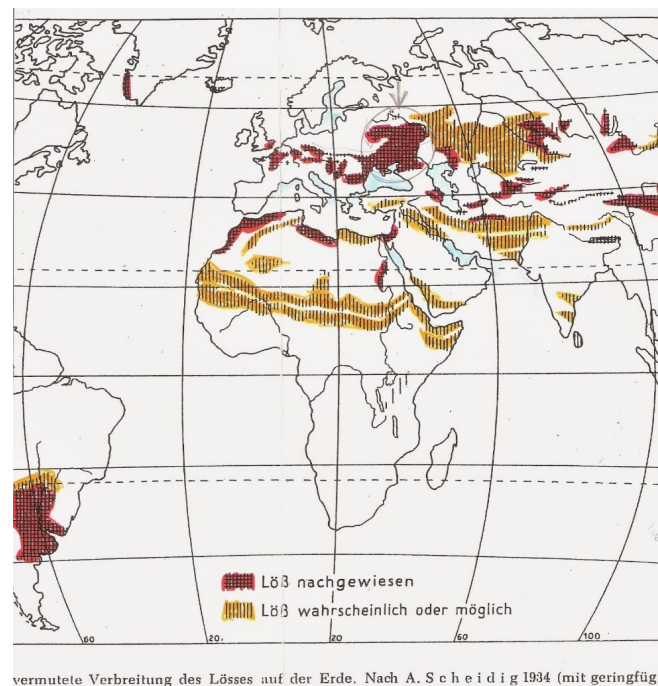 Löß nachgewiesen
Löß wahrscheinlich oder möglich
60
20
20
60
100
vermutete Verbreitung des Lösses auf der Erde. Nach A. Scheidig 1934 (mit geringfüg